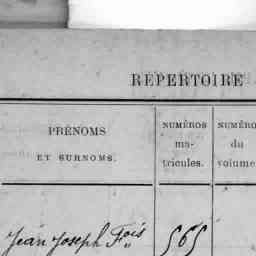 REPERTOIRE
PRÉNOMS
ET SURNOMS.
NUMÉROS
ma-
tricules.
NUMÉRO
du
volume
Jean Joseph Fois 565